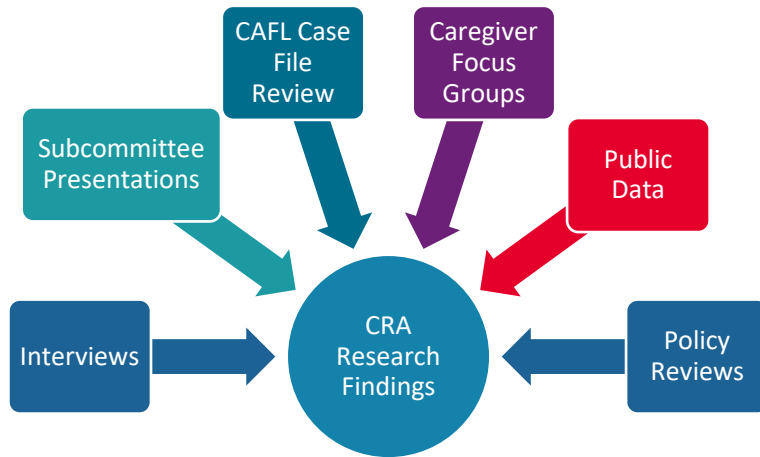 CAFL Case
File
Review
Caregiver
Focus
Groups
Subcommittee
Presentations
Public
Data
Interviews
CRA
Research
Findings
Policy
Reviews